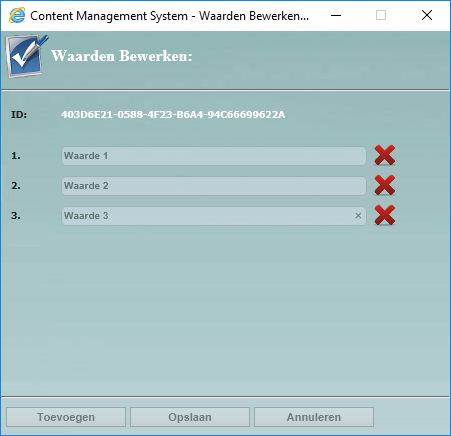 Content Management System - Waarden Bewerken...
Waarden Bewerken:
ID: 403D6E21-0588-4F23-B6A4-94C66699622A
1. Waarde 1
2. Waarde 2
3. Waarde 3
Toevoegen Opslaan Annuleren